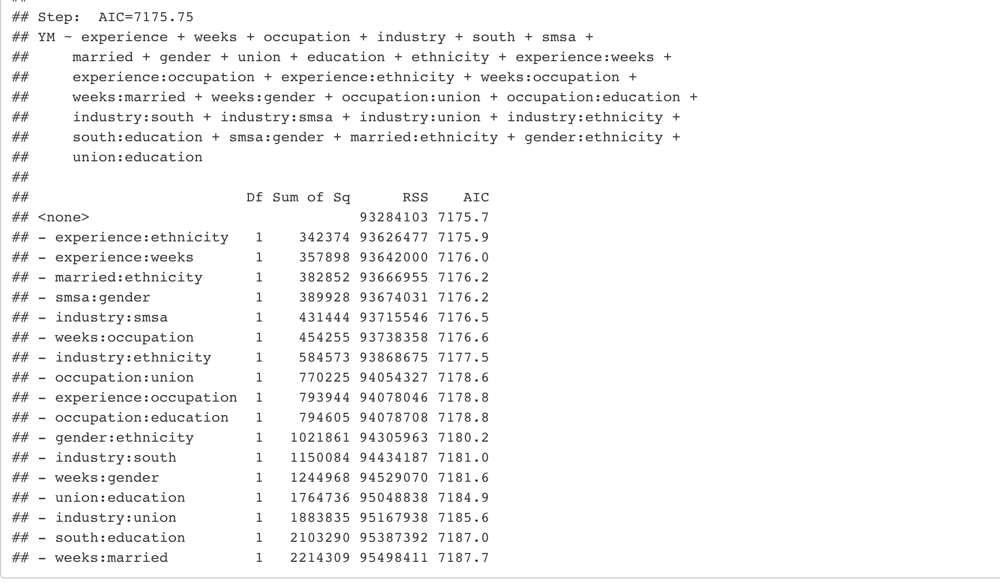 ##
## Step:  AIC=7175.75
## YM ~ experience + weeks + occupation + industry + south + smsa +
##     married + gender + union + education + ethnicity + experience:weeks +
##     experience:occupation + experience:ethnicity + weeks:occupation +
##     weeks:married + weeks:gender + occupation:union + occupation:education +
##     industry:south + industry:smsa + industry:union + industry:ethnicity +
##     south:education + smsa:gender + married:ethnicity + gender:ethnicity +
##     union:education
##
##                         Df Sum of Sq      RSS    AIC
## <none>                               93284103 7175.7
## - experience:ethnicity   1    342374 93626477 7175.9
## - experience:weeks       1    357898 93642000 7176.0
## - married:ethnicity      1    382852 93666955 7176.2
## - smsa:gender            1    389928 93674031 7176.2
## - industry:smsa          1    431444 93715546 7176.5
## - weeks:occupation       1    454255 93738358 7176.6
## - industry:ethnicity     1    584573 93868675 7177.5
## - occupation:union       1    770225 94054327 7178.6
## - experience:occupation  1    793944 94078046 7178.8
## - occupation:education   1    794605 94078708 7178.8
## - gender:ethnicity       1   1021861 94305963 7180.2
## - industry:south         1   1150084 94434187 7181.0
## - weeks:gender           1   1244968 94529070 7181.6
## - union:education        1   1764736 95048838 7184.9
## - industry:union         1   1883835 95167938 7185.6
## - south:education        1   2103290 95387392 7187.0
## - weeks:married          1   2214309 95498411 7187.7